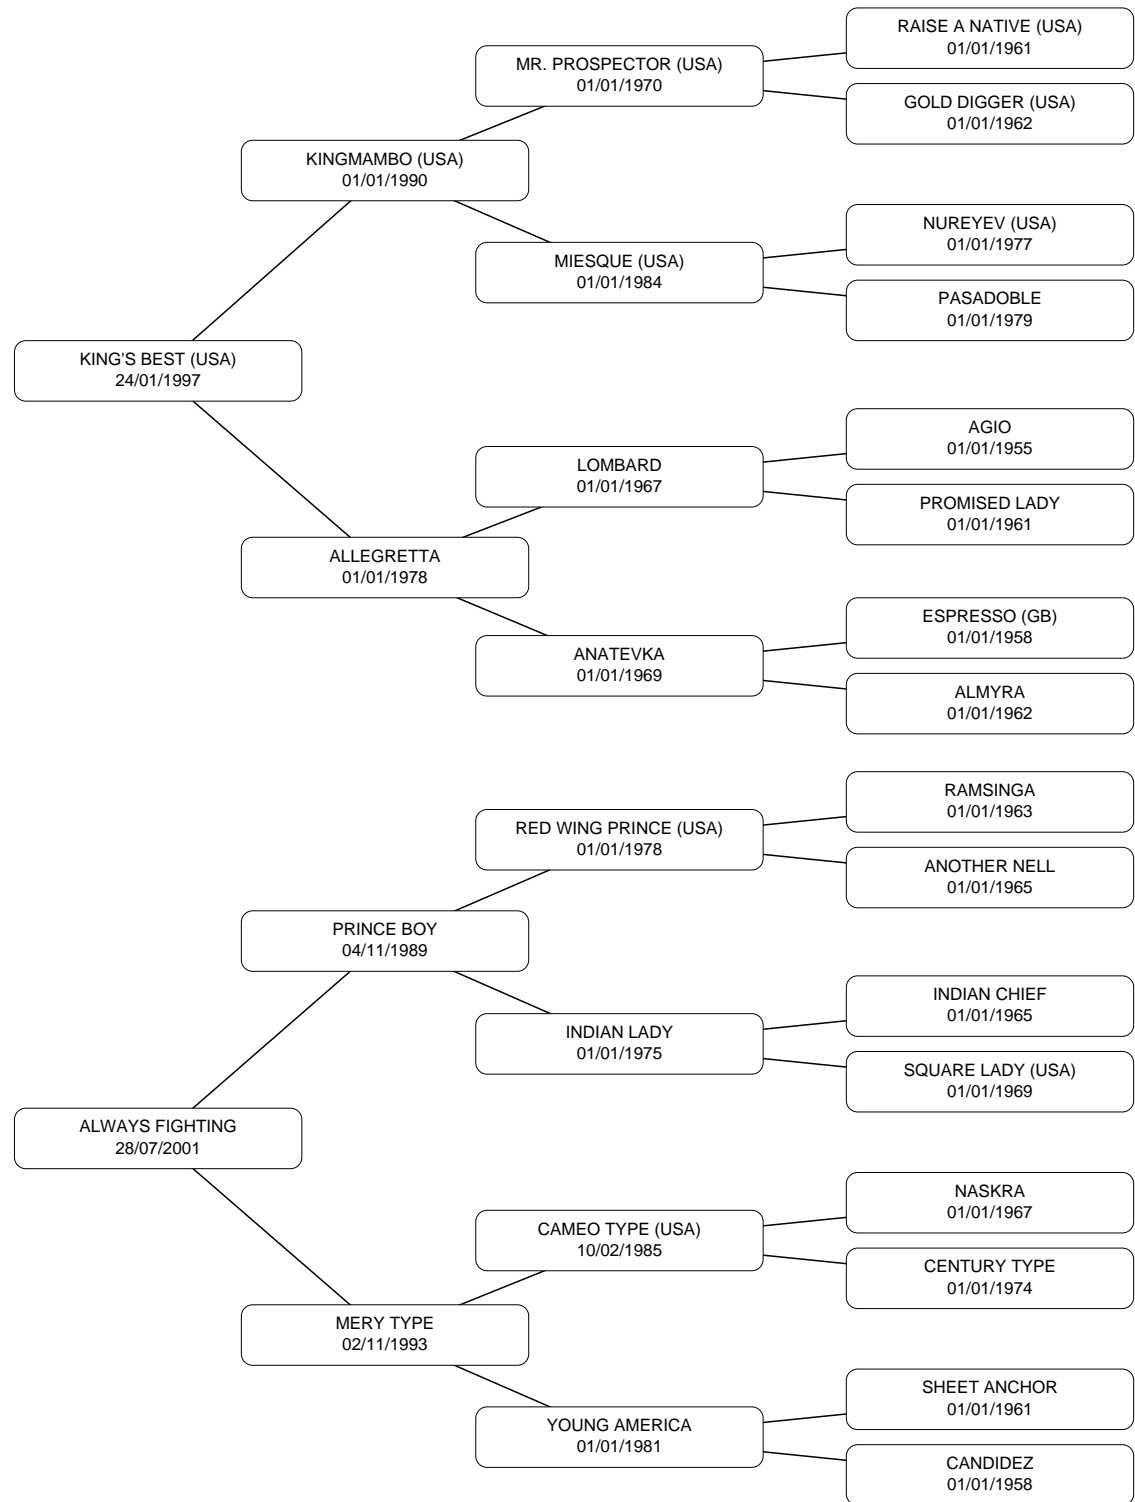 RAISE A NATIVE (USA)
01/01/1961
MR. PROSPECTOR (USA)
01/01/1970
GOLD DIGGER (USA)
01/01/1962
KINGMAMBO (USA)
01/01/1990
NUREYEV (USA)
01/01/1977
MIESQUE (USA)
01/01/1984
PASADOBLE
01/01/1979
KING'S BEST (USA)
24/01/1997
AGIO
01/01/1955
LOMBARD
01/01/1967
PROMISED LADY
01/01/1961
ALLEGRETTA
01/01/1978
ESPRESSO (GB)
01/01/1958
ANATEVKA
01/01/1969
ALMYRA
01/01/1962
RAMSINGA
01/01/1963
RED WING PRINCE (USA)
01/01/1978
ANOTHER NELL
01/01/1965
PRINCE BOY
04/11/1989
INDIAN CHIEF
01/01/1965
INDIAN LADY
01/01/1975
SQUARE LADY (USA)
01/01/1969
ALWAYS FIGHTING
28/07/2001
NASKRA
01/01/1967
CAMEO TYPE (USA)
10/02/1985
CENTURY TYPE
01/01/1974
MERY TYPE
02/11/1993
SHEET ANCHOR
01/01/1961
YOUNG AMERICA
01/01/1981
CANDIDEZ
01/01/1958